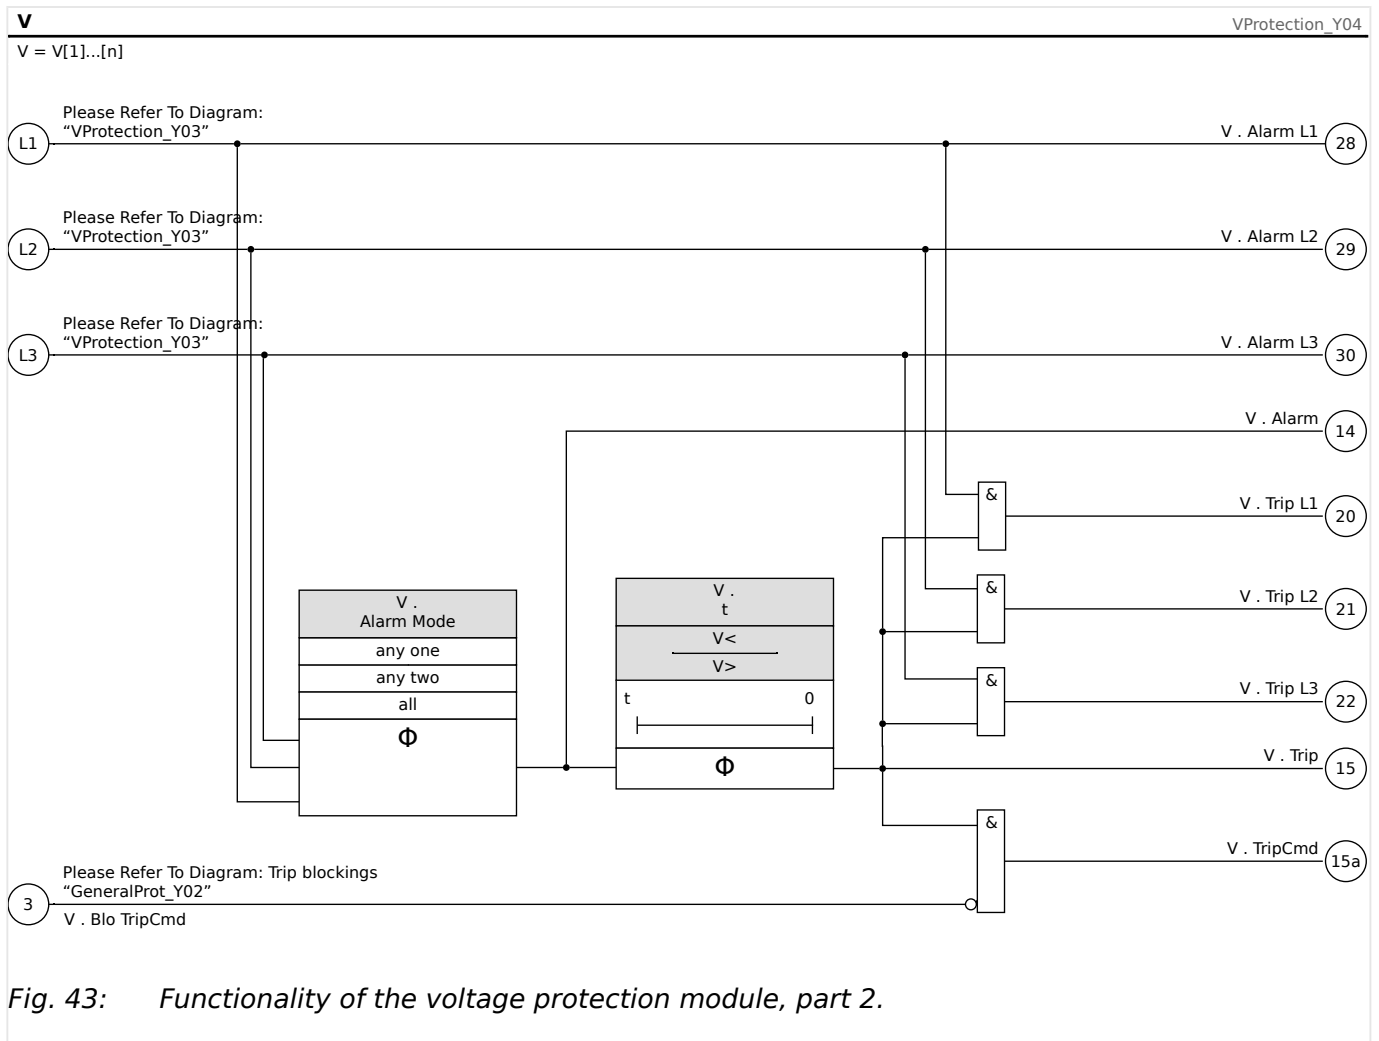 V
VProtection_Y04
V = V[1]...[n]
Please Refer To Diagram:
“VProtection_Y03”
L1
V . Alarm L1
28
Please Refer To Diagram:
“VProtection_Y03”
L2
V . Alarm L2
29
Please Refer To Diagram:
“VProtection_Y03”
L3
V . Alarm L3
30
V . Alarm
14
&
V . Trip L1
20
&
V . Trip L2
21
&
V . Trip L3
22
V .
Alarm Mode
any one
any two
all
Φ
V .
t
V<
V>
t 0
Φ
V . Trip
15
&
V . TripCmd
15a
Please Refer To Diagram: Trip blockings
“GeneralProt_Y02”
3
V . Blo TripCmd
Fig. 43: Functionality of the voltage protection module, part 2.